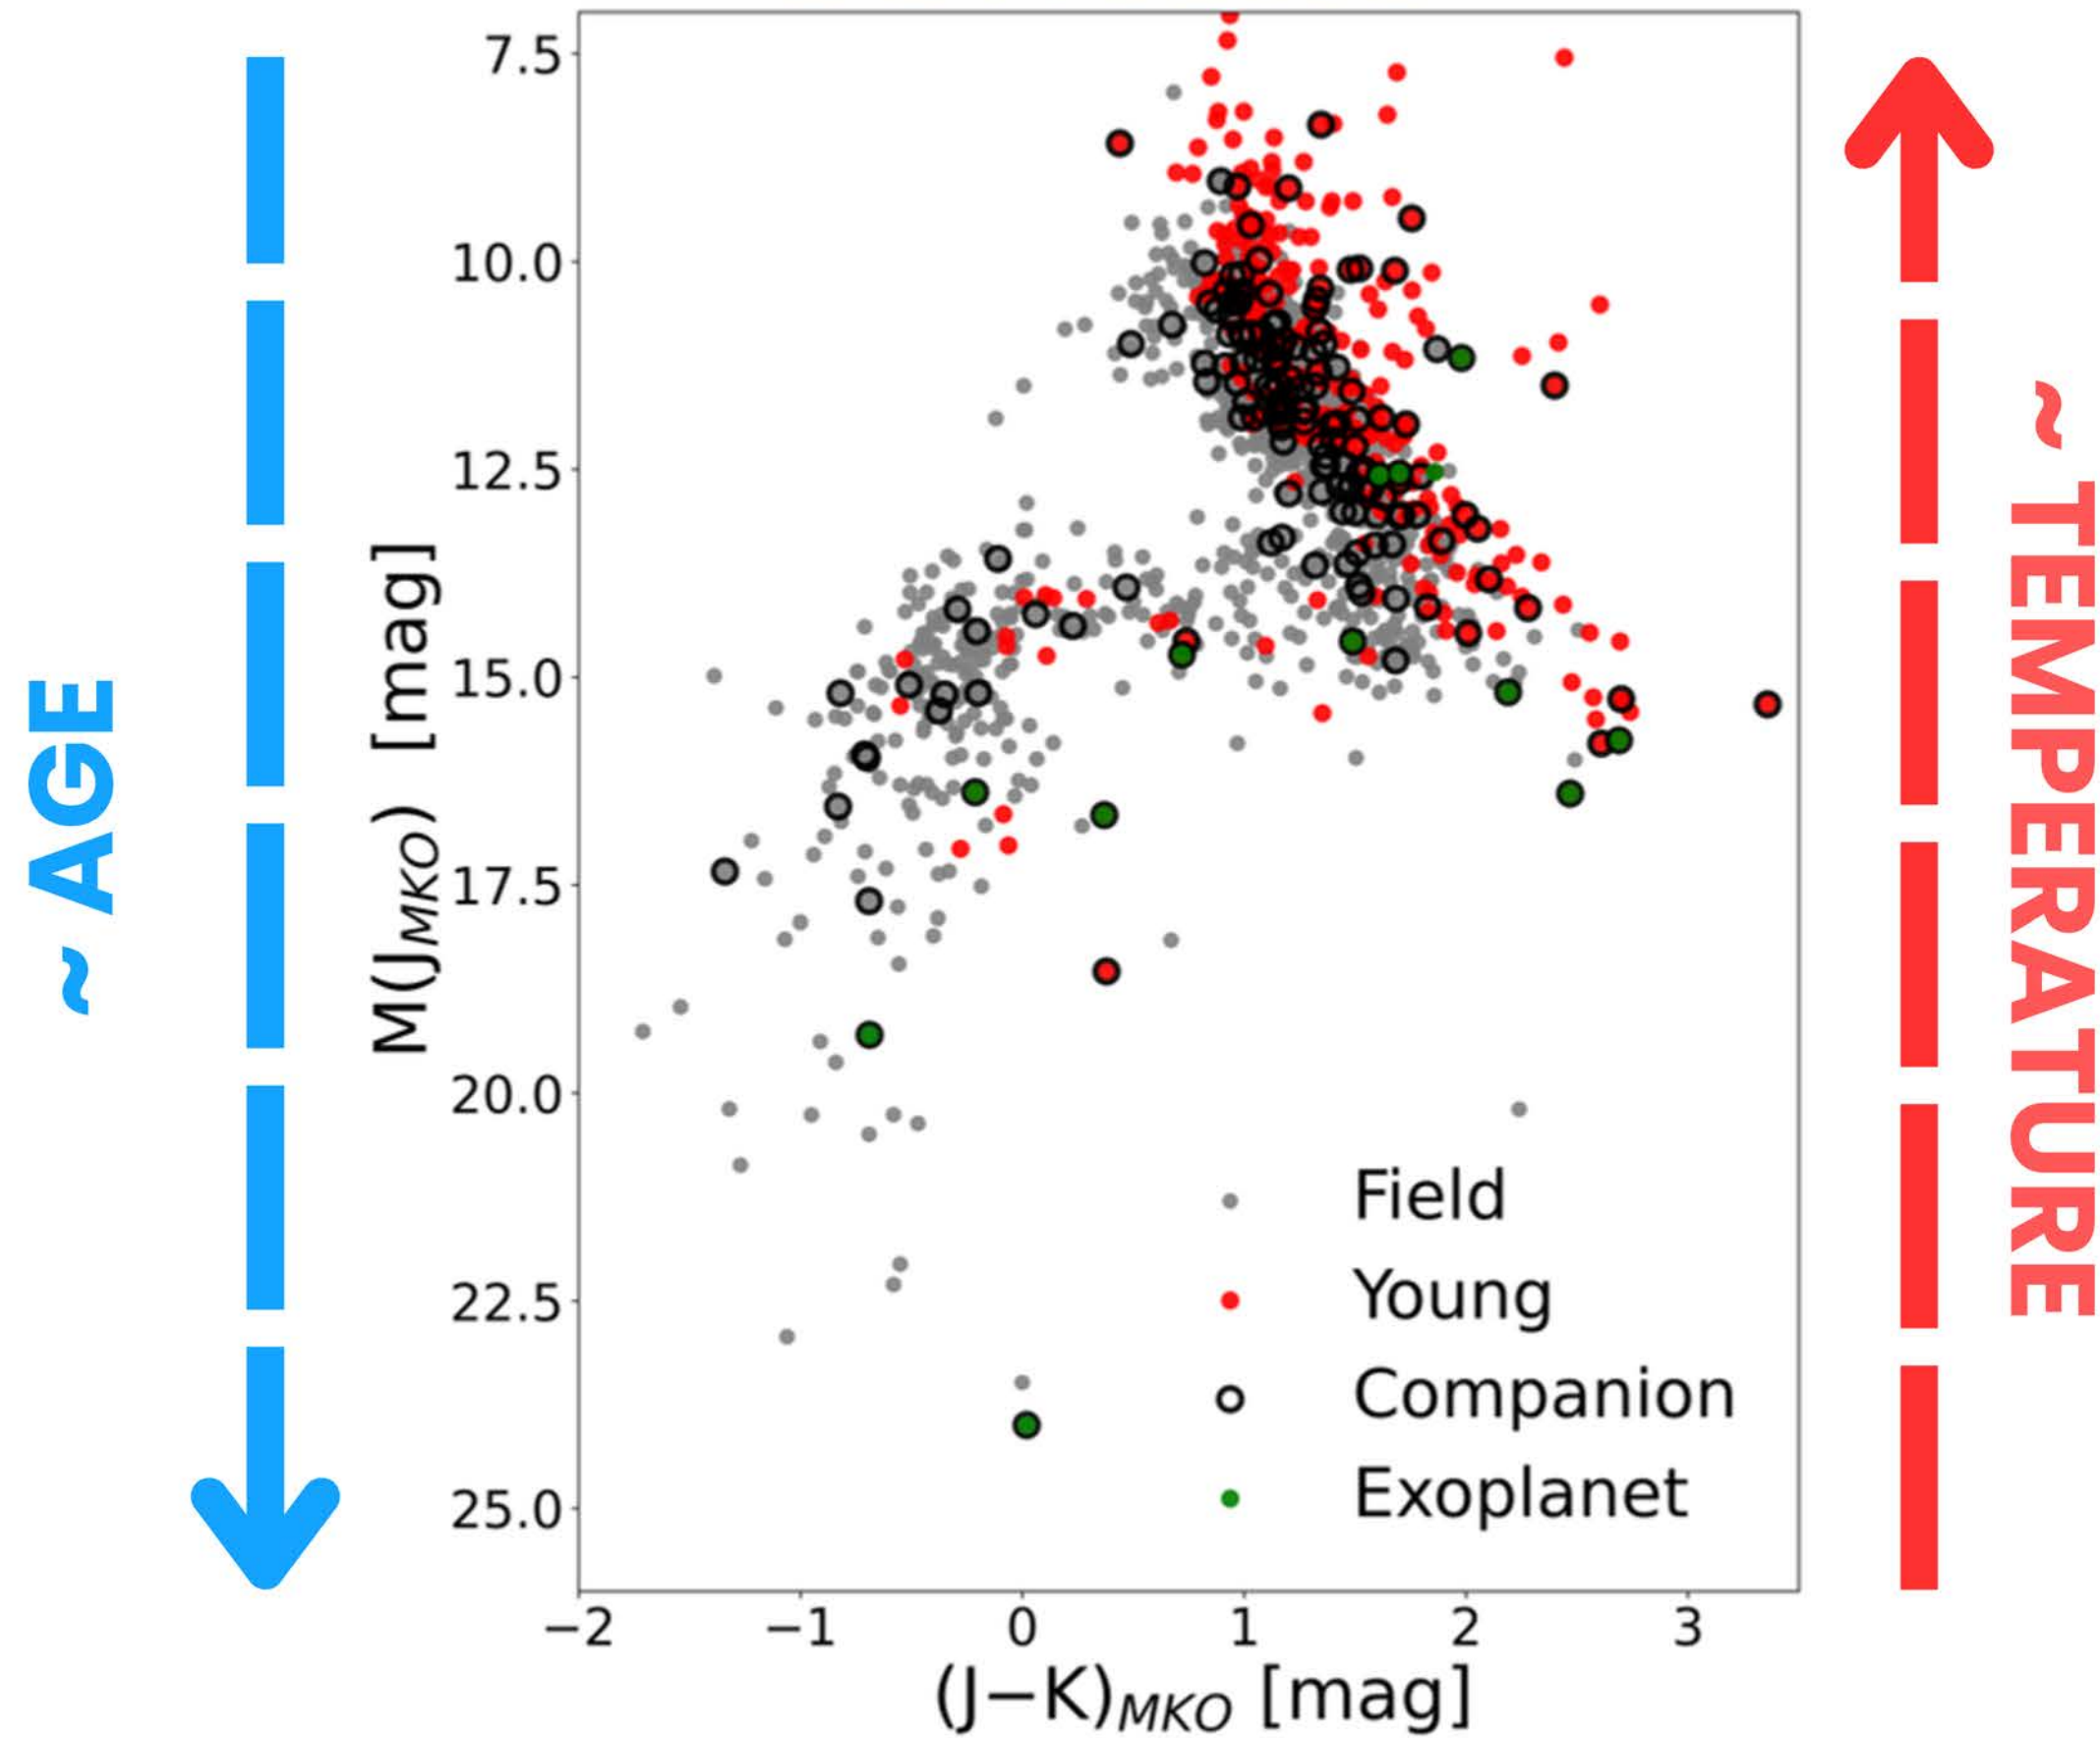 ~ AGE
M(J_MKO) [mag]
7.5
10.0
12.5
15.0
17.5
20.0
22.5
25.0
Field
Young
Companion
Exoplanet
−2 −1 0 1 2 3
(J−K)_MKO [mag]
~ TEMPERATURE